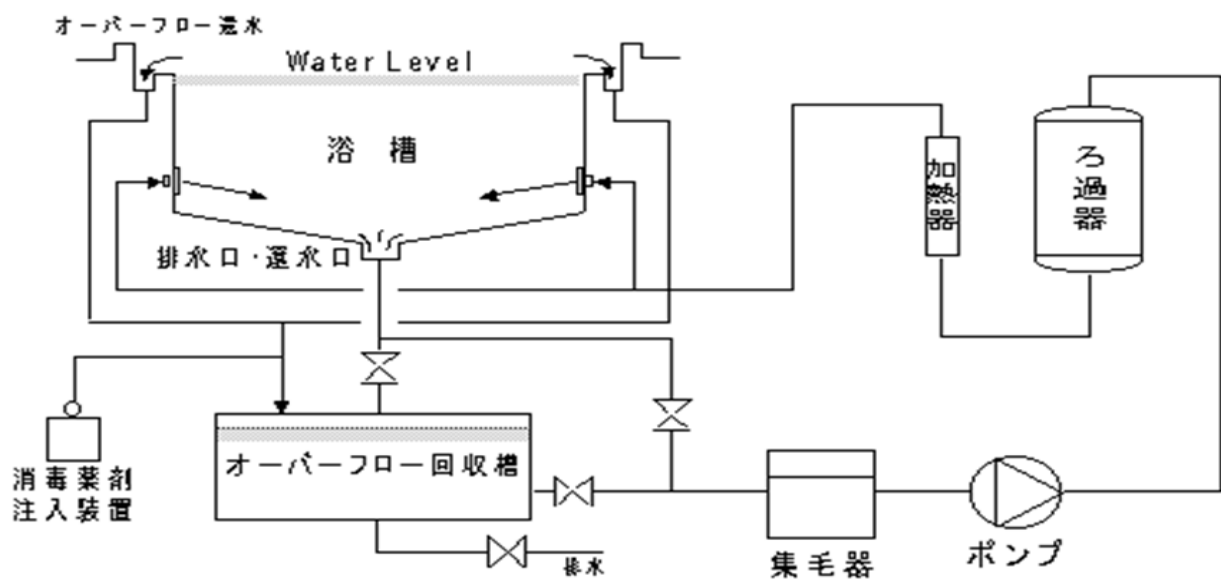 オーバーフロー還水
Water Level
浴 槽
加熱器
ろ過器
排水口・還水口
消毒薬剤
注入装置
オーバーフロー回収槽
排水
集毛器
ポンプ